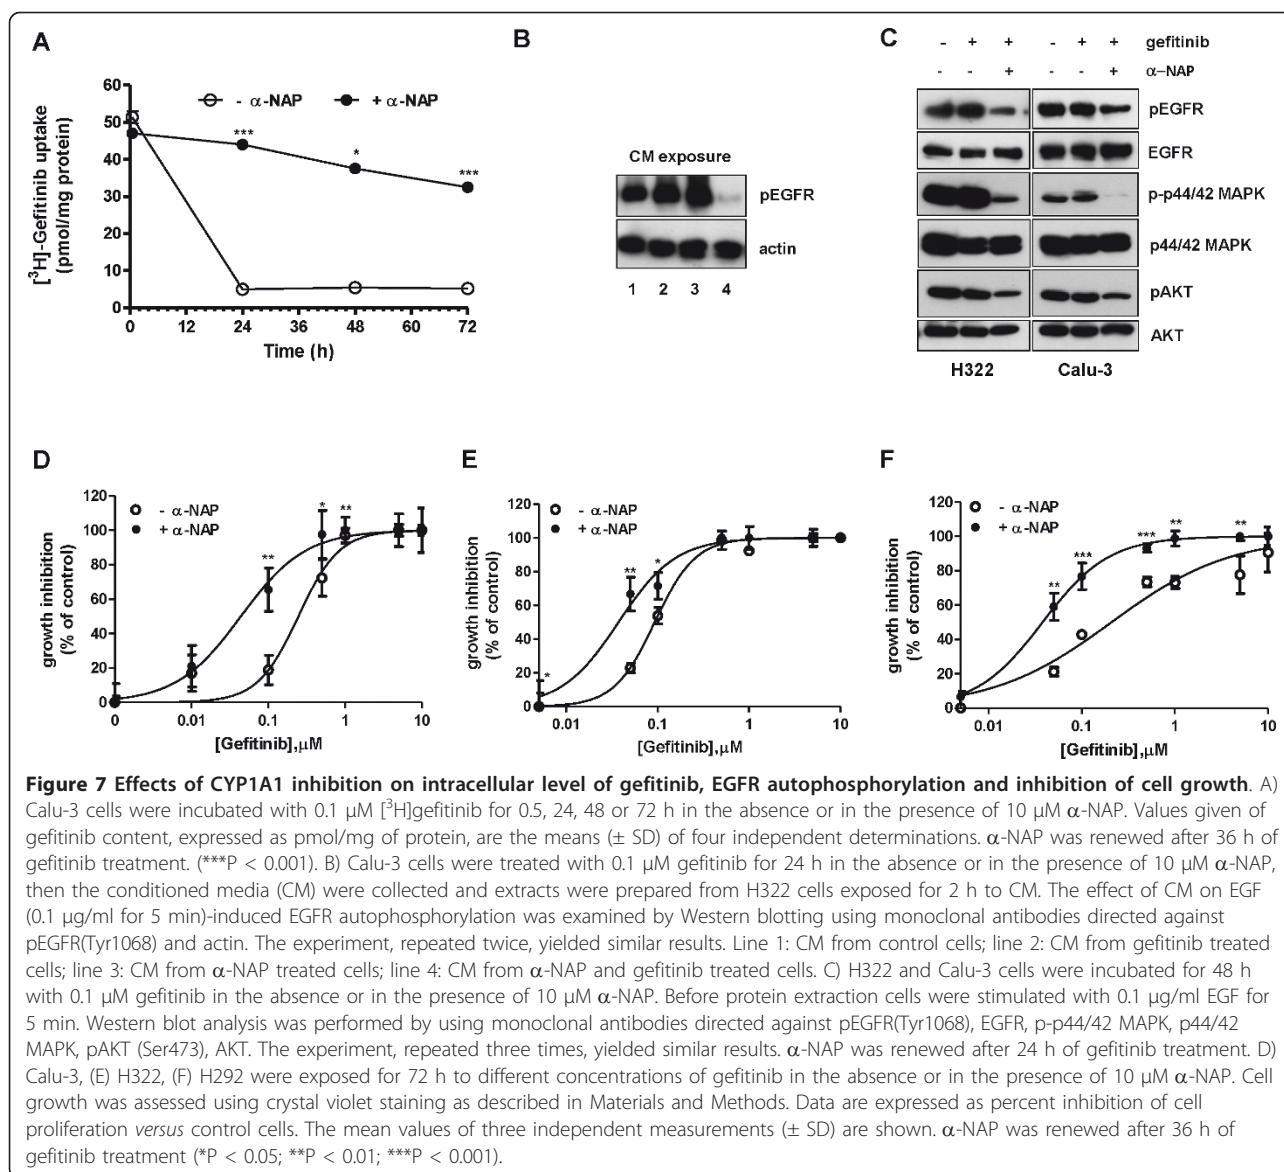 A
60
50
40
30
20
10
0
0 12 24 36 48 60 72
[³H]-Gefitinib uptake
(pmol/mg protein)
Time (h)
- α-NAP + α-NAP
***
*
***
B
CM exposure
pEGFR
actin
1 2 3 4
C
- + + - + + gefitinib
- - + - - + α-NAP
pEGFR
EGFR
p-p44/42 MAPK
p44/42 MAPK
pAKT
AKT
H322 Calu-3
D
120
100
80
60
40
20
0
0 0.01 0.1 1 10
growth inhibition
(% of control)
[Gefitinib],µM
- α-NAP
+ α-NAP
**
*
**
E
120
100
80
60
40
20
0
0.01 0.1 1 10
growth inhibition
(% of control)
[Gefitinib],µM
- α-NAP
+ α-NAP
*
**
*
F
120
100
80
60
40
20
0
0.01 0.1 1 10
growth inhibition
(% of control)
[Gefitinib],µM
- α-NAP
+ α-NAP
**
***
***
**
**
Figure 7 Effects of CYP1A1 inhibition on intracellular level of gefitinib, EGFR autophosphorylation and inhibition of cell growth. A)
Calu-3 cells were incubated with 0.1 μM [³H]gefitinib for 0.5, 24, 48 or 72 h in the absence or in the presence of 10 μM α-NAP. Values given of
gefitinib content, expressed as pmol/mg of protein, are the means (± SD) of four independent determinations. α-NAP was renewed after 36 h of
gefitinib treatment. (***P < 0.001). B) Calu-3 cells were treated with 0.1 μM gefitinib for 24 h in the absence or in the presence of 10 μM α-NAP,
then the conditioned media (CM) were collected and extracts were prepared from H322 cells exposed for 2 h to CM. The effect of CM on EGF
(0.1 μg/ml for 5 min)-induced EGFR autophosphorylation was examined by Western blotting using monoclonal antibodies directed against
pEGFR(Tyr1068) and actin. The experiment, repeated twice, yielded similar results. Line 1: CM from control cells; line 2: CM from gefitinib treated
cells; line 3: CM from α-NAP treated cells; line 4: CM from α-NAP and gefitinib treated cells. C) H322 and Calu-3 cells were incubated for 48 h
with 0.1 μM gefitinib in the absence or in the presence of 10 μM α-NAP. Before protein extraction cells were stimulated with 0.1 μg/ml EGF for
5 min. Western blot analysis was performed by using monoclonal antibodies directed against pEGFR(Tyr1068), EGFR, p-p44/42 MAPK, p44/42
MAPK, pAKT (Ser473), AKT. The experiment, repeated three times, yielded similar results. α-NAP was renewed after 24 h of gefitinib treatment. D)
Calu-3, (E) H322, (F) H292 were exposed for 72 h to different concentrations of gefitinib in the absence or in the presence of 10 μM α-NAP. Cell
growth was assessed using crystal violet staining as described in Materials and Methods. Data are expressed as percent inhibition of cell
proliferation versus control cells. The mean values of three independent measurements (± SD) are shown. α-NAP was renewed after 36 h of
gefitinib treatment (*P < 0.05; **P < 0.01; ***P < 0.001).